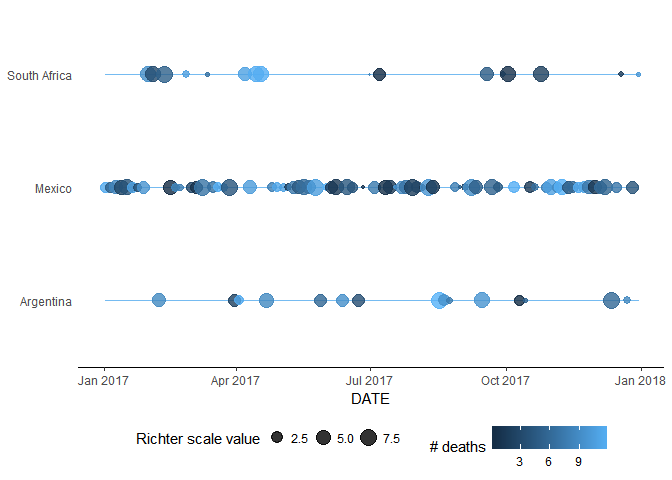 South Africa
Mexico
Argentina
Jan 2017 Apr 2017 Jul 2017 Oct 2017 Jan 2018
DATE
Richter scale value 2.5 5.0 7.5
# deaths
3 6 9